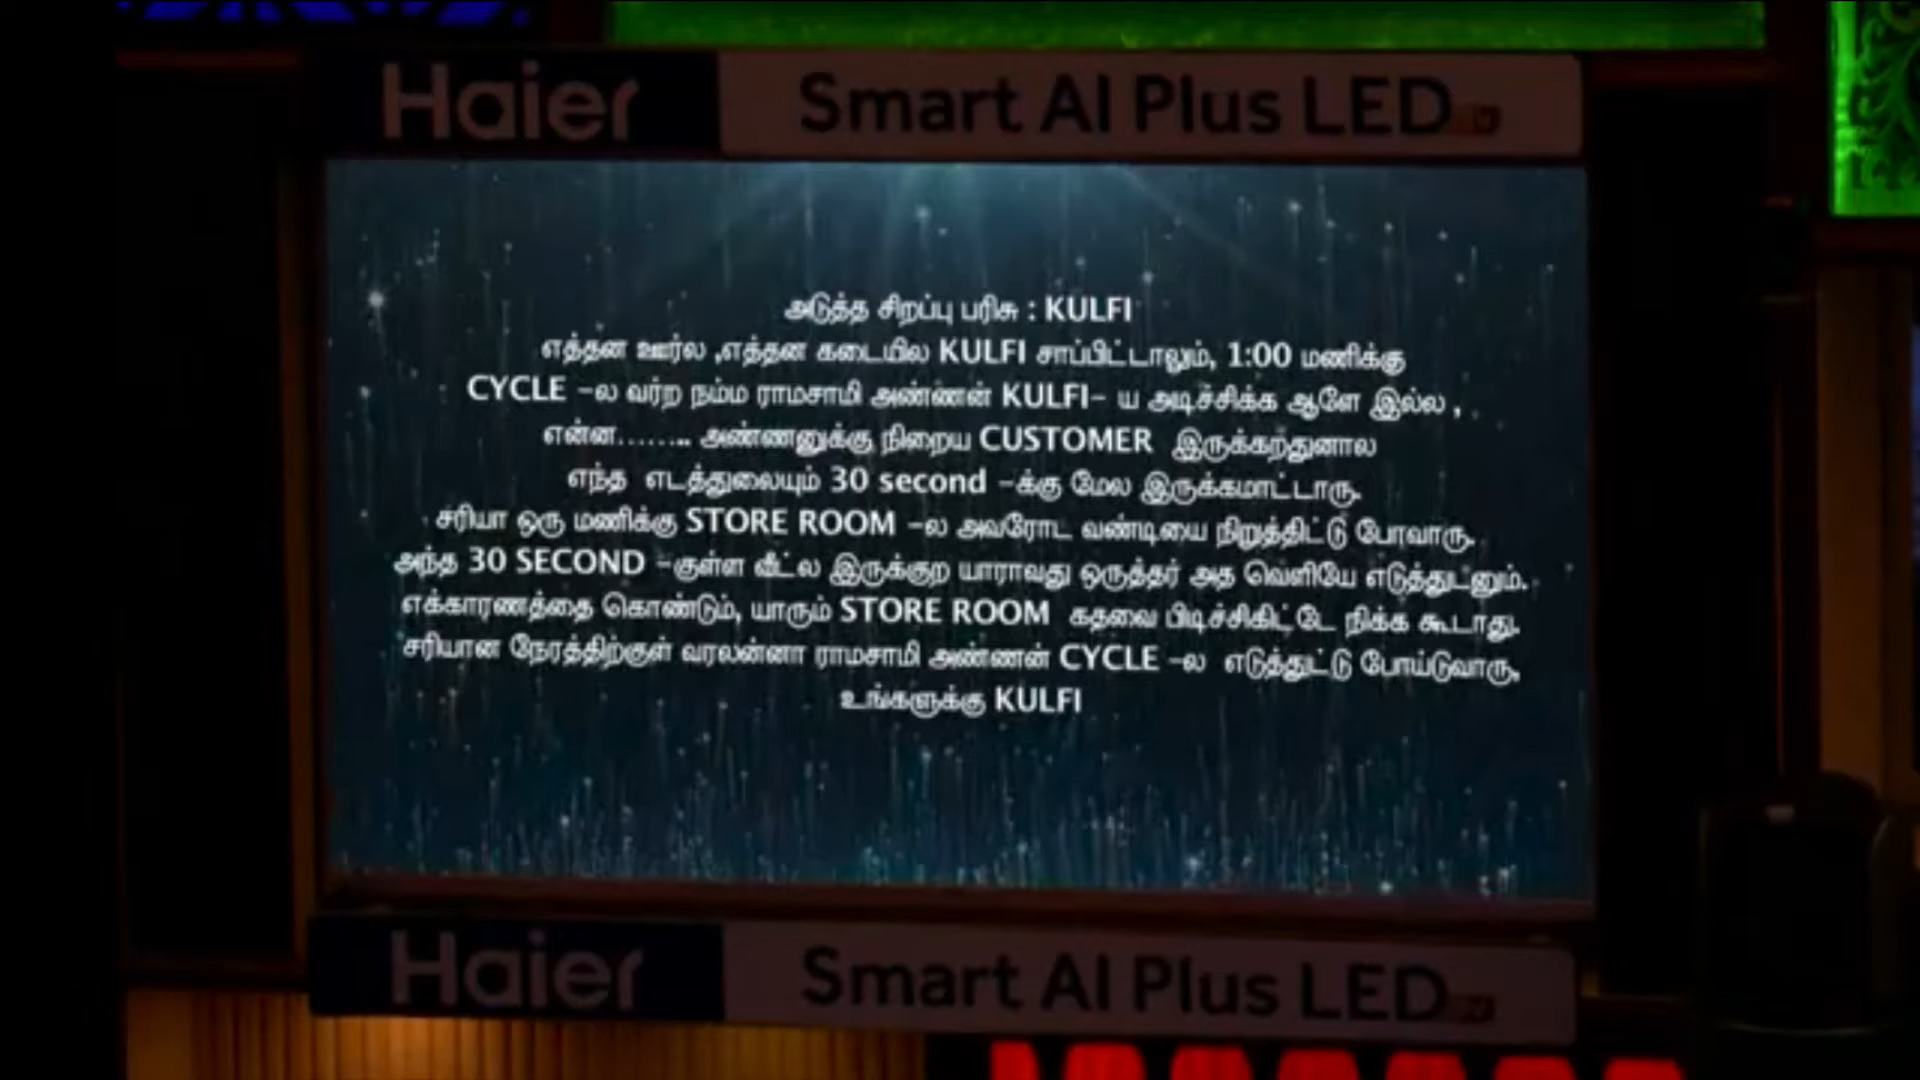 Haier Smart AI Plus LED
அடுத்த சிறப்பு பரிசு : KULFI
எத்தன ஊர்ல ,எத்தன கடையில KULFI சாப்பிட்டாலும், 1:00 மணிக்கு
CYCLE -ல வர்ற நம்ம ராமசாமி அண்ணன் KULFI- ய அடிச்சிக்க ஆளே இல்ல ,
என்ன........ அண்ணனுக்கு நிறைய CUSTOMER இருக்கற்துனால
எந்த எடத்துலையும் 30 second -க்கு மேல இருக்கமாட்டாரு.
சரியா ஒரு மணிக்கு STORE ROOM -ல அவரோட வண்டியை நிறுத்திட்டு போவாரு.
அந்த 30 SECOND -குள்ள வீட்ல இருக்குற யாராவது ஒருத்தர் அத வெளியே எடுத்துட்னும்.
எக்காரணத்தை கொண்டும், யாரும் STORE ROOM கதவை பிடிச்சிகிட்டே நிக்க கூடாது.
சரியான நேரத்திற்குள் வரலன்னா ராமசாமி அண்ணன் CYCLE -ல எடுத்துட்டு போய்டுவாரு.
உங்களுக்கு KULFI
Haier Smart AI Plus LED